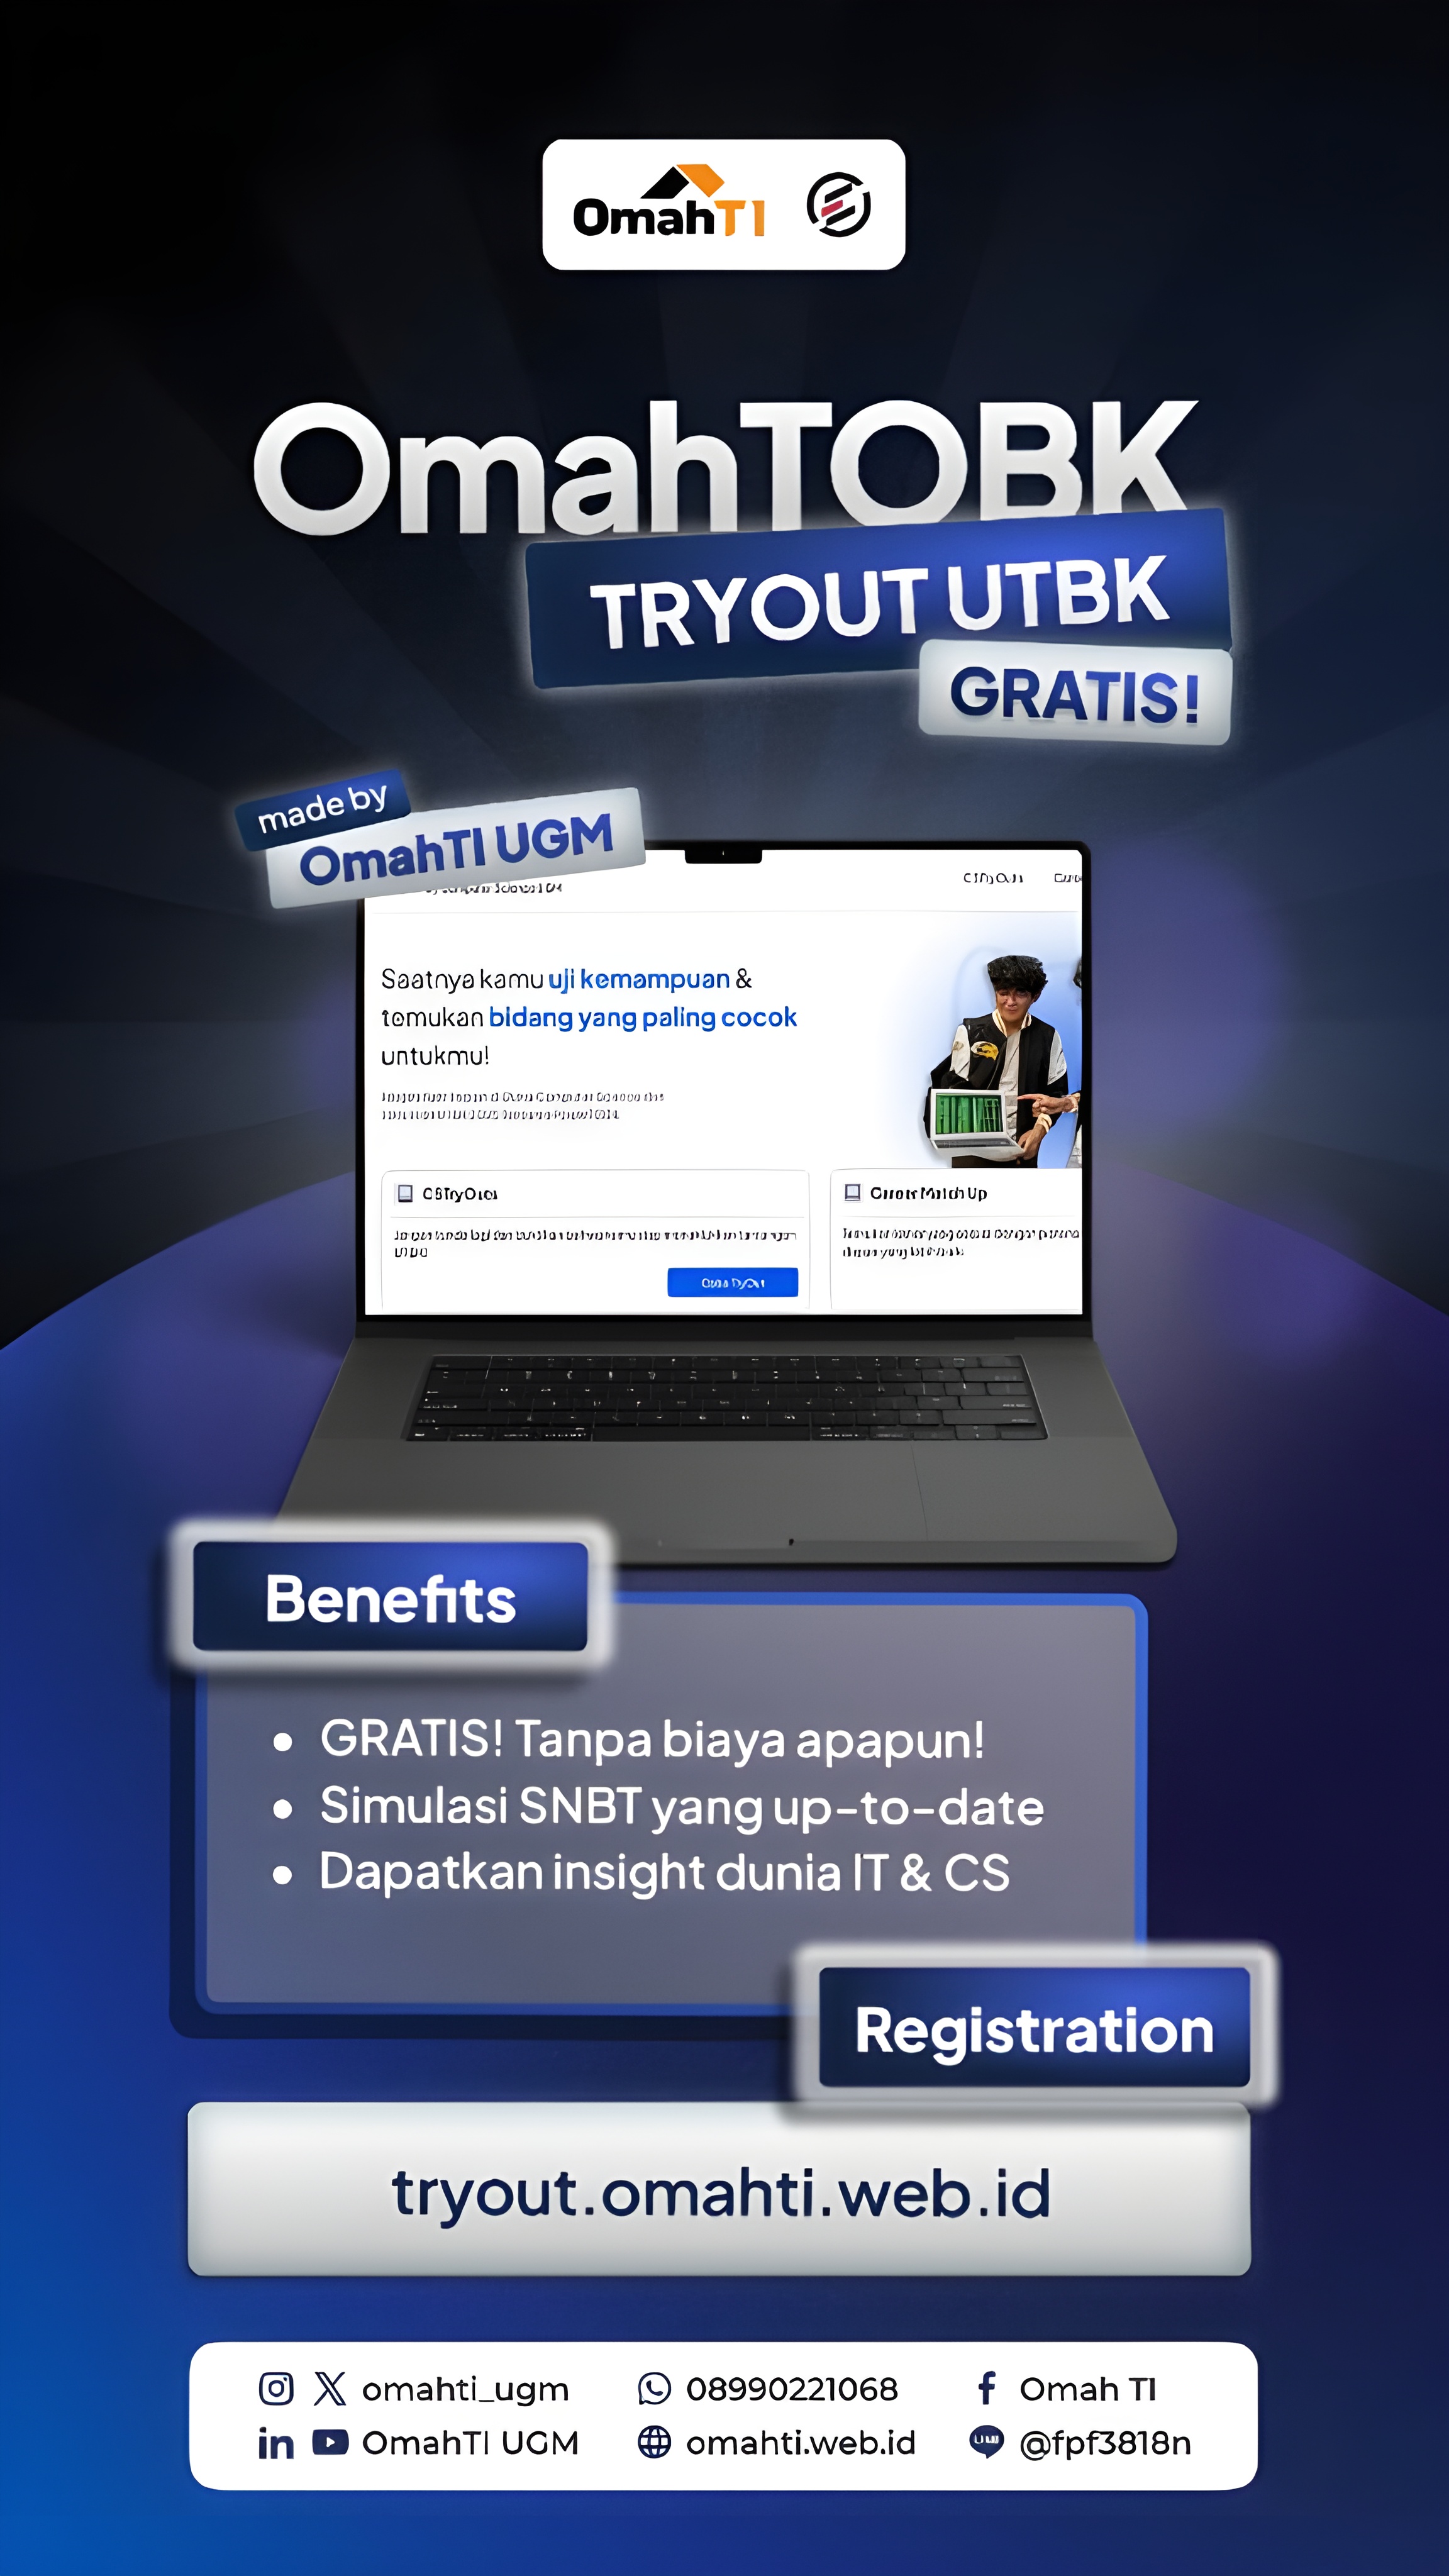 OmahTI
OmahTOBK
TRYOUT UTBK
GRATIS!
made by
OmahTI UGM
Saatnya kamu uji kemampuan &
temukan bidang yang paling cocok
untukmu!
Benefits
GRATIS! Tanpa biaya apapun!
Simulasi SNBT yang up-to-date
Dapatkan insight dunia IT & CS
Registration
tryout.omahti.web.id
omahti_ugm 08990221068 Omah TI
OmahTI UGM omahti.web.id @fpf3818n